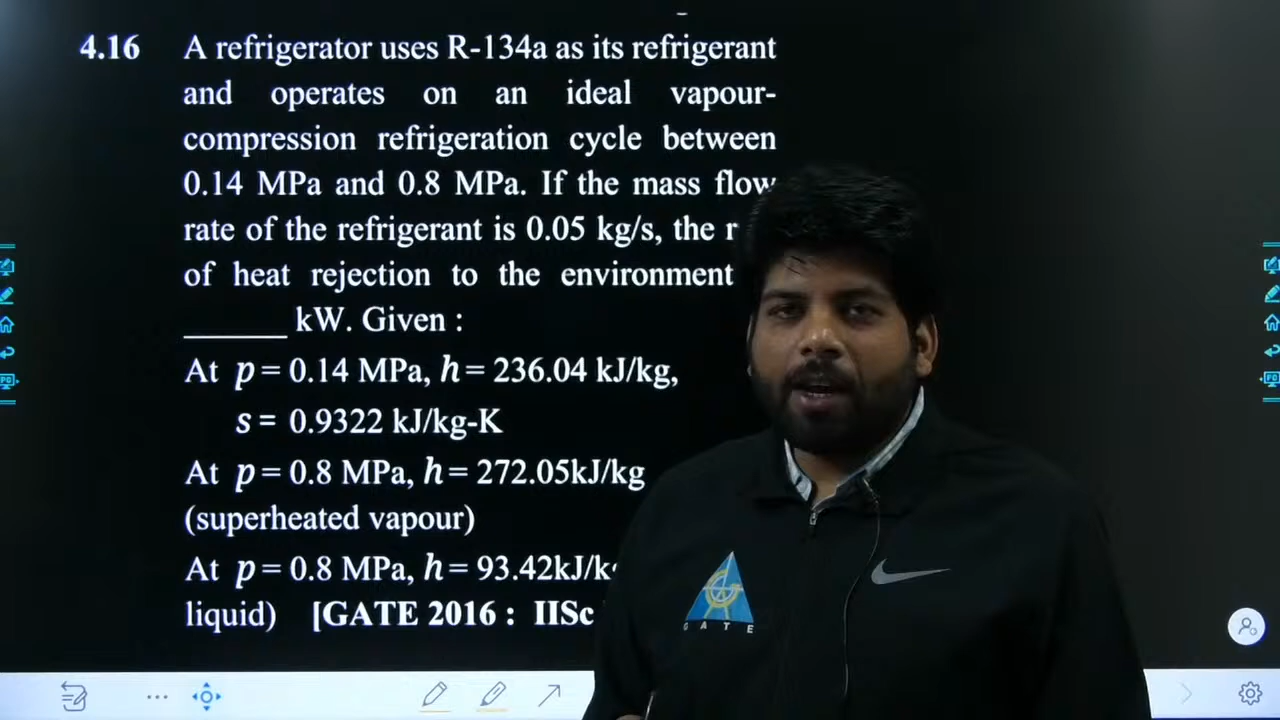 4.16 A refrigerator uses R-134a as its refrigerant
and operates on an ideal vapour-
compression refrigeration cycle between
0.14 MPa and 0.8 MPa. If the mass flow
rate of the refrigerant is 0.05 kg/s, the r
of heat rejection to the environment
______ kW. Given :
At p = 0.14 MPa, h = 236.04 kJ/kg,
s = 0.9322 kJ/kg-K
At p = 0.8 MPa, h = 272.05kJ/kg
(superheated vapour)
At p = 0.8 MPa, h = 93.42kJ/k
liquid) [GATE 2016 : IISc
GATE